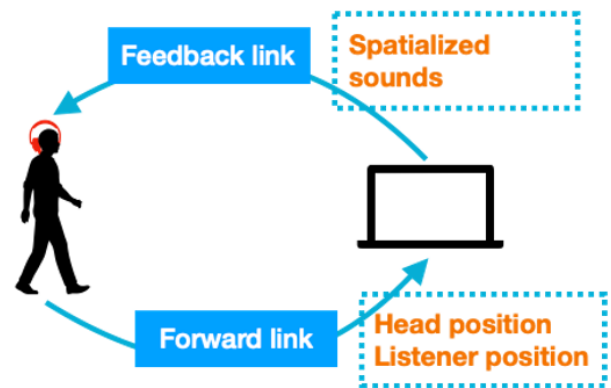 Feedback link
Spatialized
sounds
Forward link
Head position
Listener position